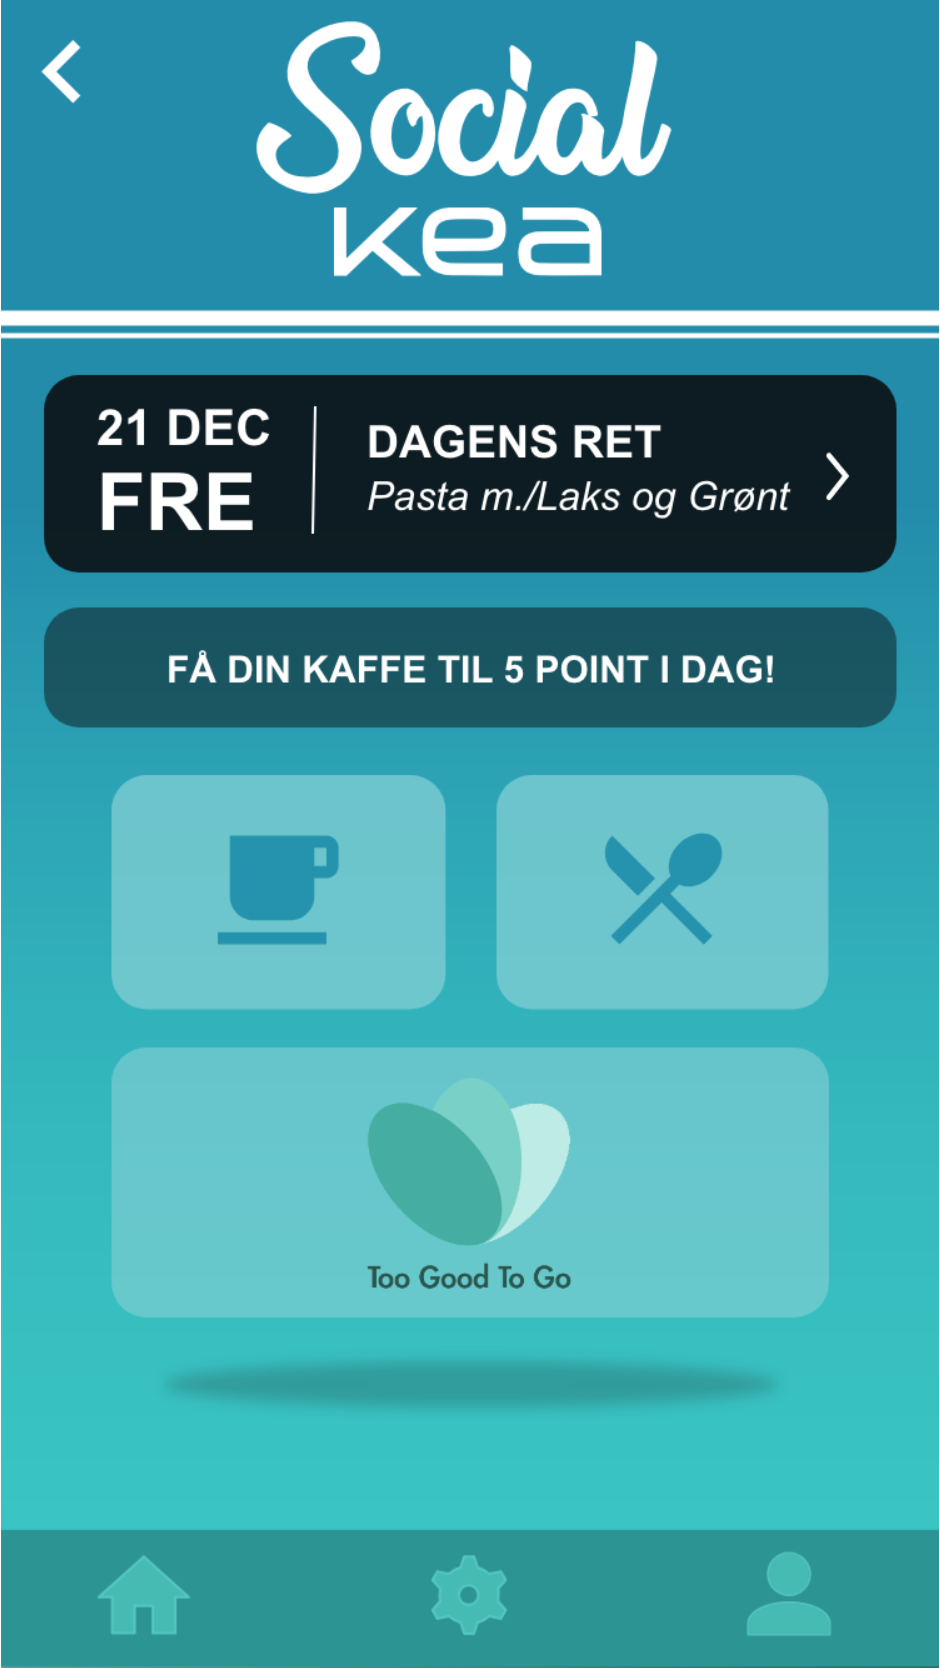 Social
kea
21 DEC
FRE
DAGENS RET
Pasta m./Laks og Grønt
FÅ DIN KAFFE TIL 5 POINT I DAG!
Too Good To Go